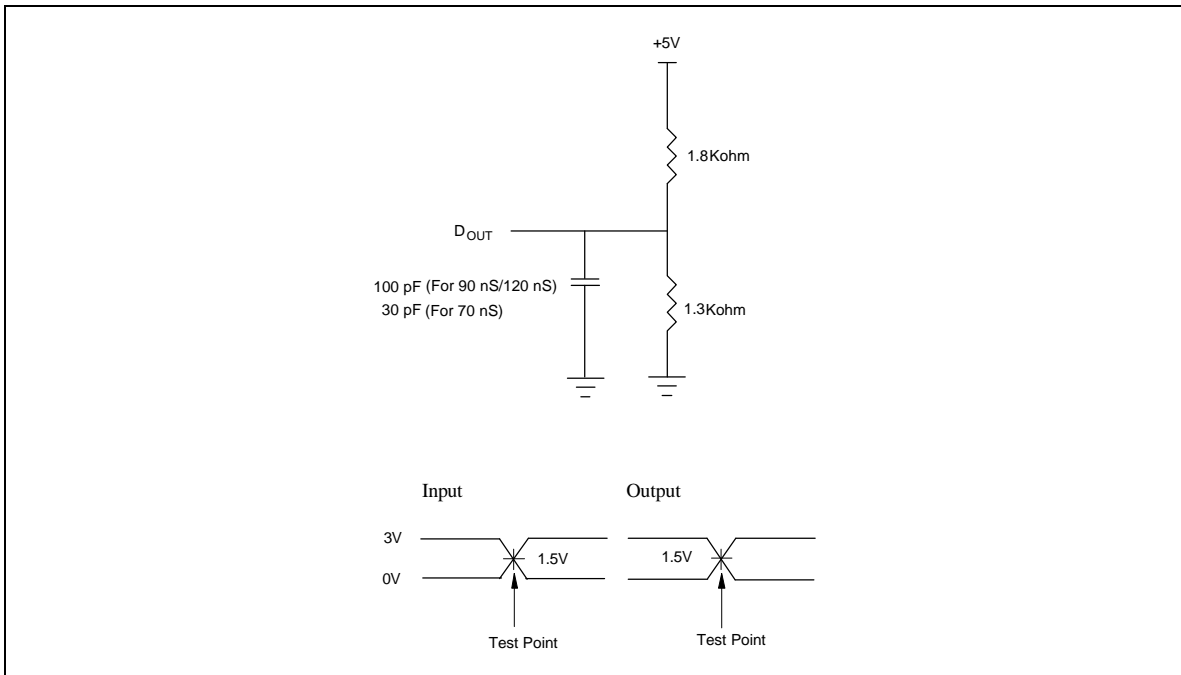 +5V
1.8Kohm
DOUT
100 pF (For 90 nS/120 nS)
30 pF (For 70 nS)
1.3Kohm
Input Output
3V
1.5V 1.5V
0V
Test Point Test Point